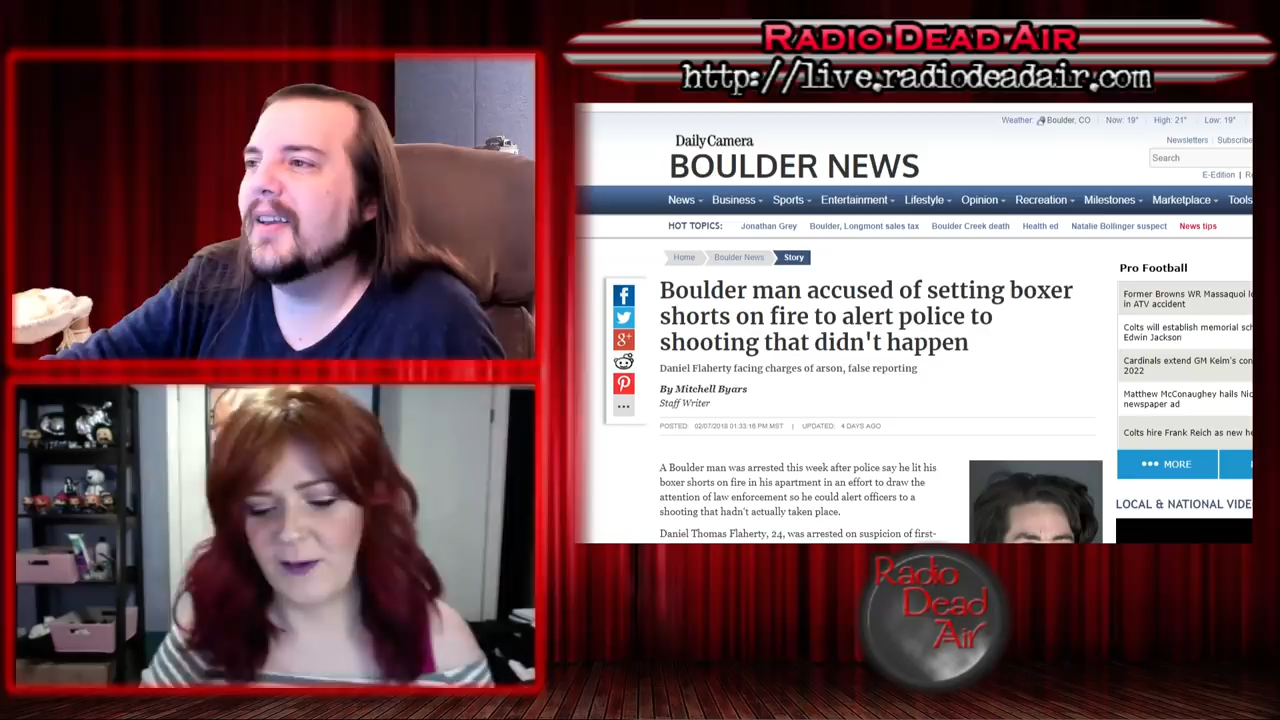 RADIO DEAD AIR
http://live.radiodeadair.com
Weather: Boulder, CO Now: 19° High: 21° Low: 19°
Newsletters | Subscribe
Daily Camera
BOULDER NEWS
Search
E-Edition |
News Business Sports Entertainment Lifestyle Opinion Recreation Milestones Marketplace Tools
HOT TOPICS: Jonathan Grey Boulder, Longmont sales tax Boulder Creek death Health ed Natalie Bollinger suspect News tips
Home Boulder News Story
Boulder man accused of setting boxer
shorts on fire to alert police to
shooting that didn't happen
Daniel Flaherty facing charges of arson, false reporting
By Mitchell Byars
Staff Writer
POSTED: 02/07/2018 01:33:16 PM MST | UPDATED: 4 DAYS AGO
A Boulder man was arrested this week after police say he lit his
boxer shorts on fire in his apartment in an effort to draw the
attention of law enforcement so he could alert officers to a
shooting that hadn't actually taken place.
Daniel Thomas Flaherty, 24, was arrested on suspicion of first-
Pro Football
Former Browns WR Massaquoi
in ATV accident
Colts will establish memorial
Edwin Jackson
Cardinals extend GM Keim's
2022
Matthew McConaughey hails
newspaper ad
Colts hire Frank Reich as new
••• MORE
LOCAL & NATIONAL VIDE
Radio
Dead
Air